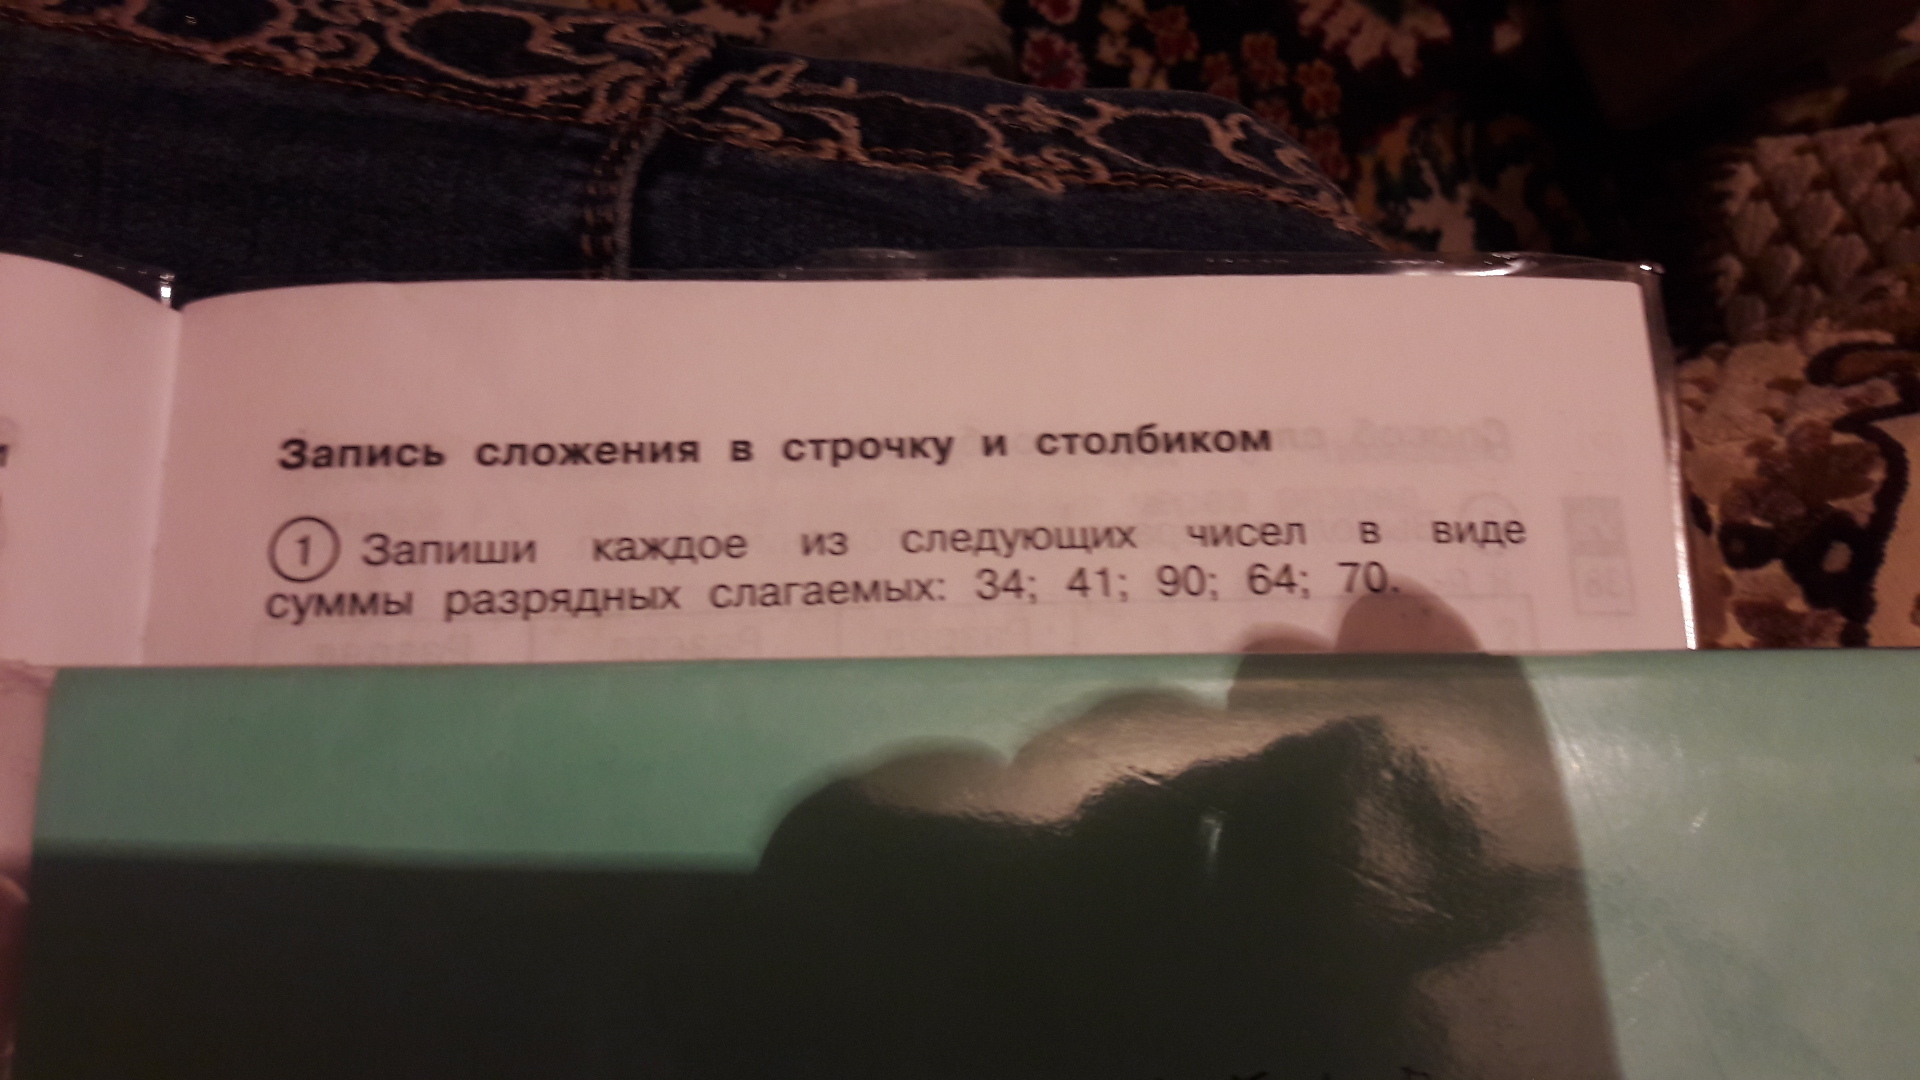 Запись сложения в строчку и столбиком
1 Запиши каждое из следующих чисел в виде
суммы разрядных слагаемых: 34; 41; 90; 64; 70.